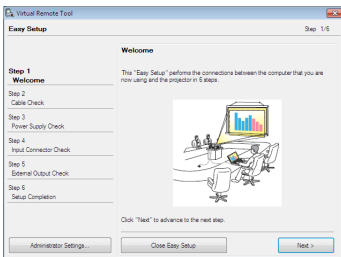 Virtual Remote Tool
Easy Setup
Step 1/6
Welcome
Step 1
Welcome
This "Easy Setup" performs the connections between the computer that you are
now using and the projector in 6 steps.
Step 2
Cable Check
Step 3
Power Supply Check
Step 4
Input Connector Check
Step 5
External Output Check
Step 6
Setup Completion
Click "Next" to advance to the next step.
Administrator Settings...
Close Easy Setup
Next >